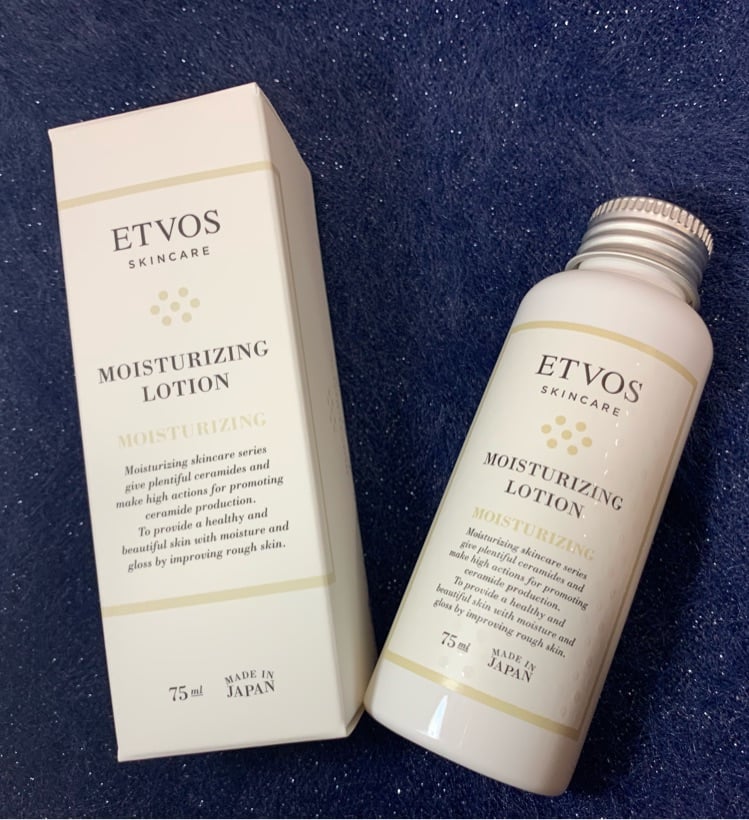 ETVOS
SKINCARE
MOISTURIZING
LOTION
MOISTURIZING
Moisturizing skincare series
give plentiful ceramides and
make high actions for promoting
ceramide production.
To provide a healthy and
beautiful skin with moisture and
gloss by improving rough skin.
75ml
MADE IN
JAPAN
ETVOS
SKINCARE
MOISTURIZING
LOTION
MOISTURIZING
Moisturizing skincare series
give plentiful ceramides and
make high actions for promoting
ceramide production.
To provide a healthy and
beautiful skin with moisture and
gloss by improving rough skin.
75ml
MADE IN
JAPAN